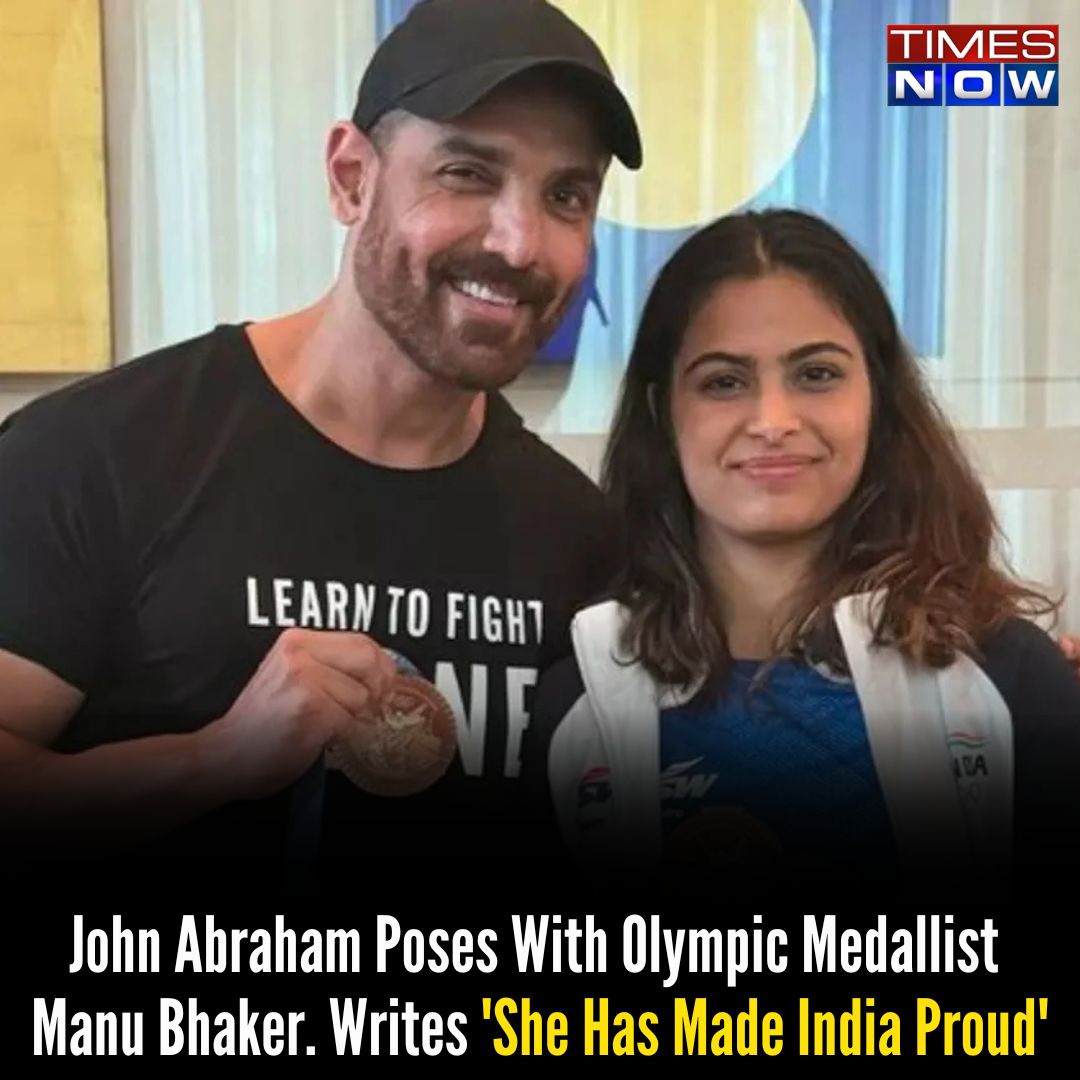 TIMES
NOW
LEARN TO FIGHT
John Abraham Poses With Olympic Medallist
Manu Bhaker. Writes 'She Has Made India Proud'